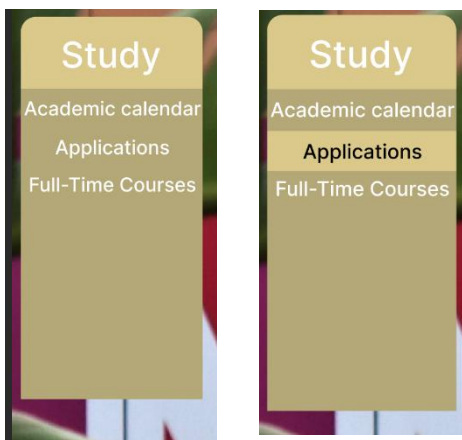 Study
Academic calendar
Applications
Full-Time Courses
Study
Academic calendar
Applications
Full-Time Courses